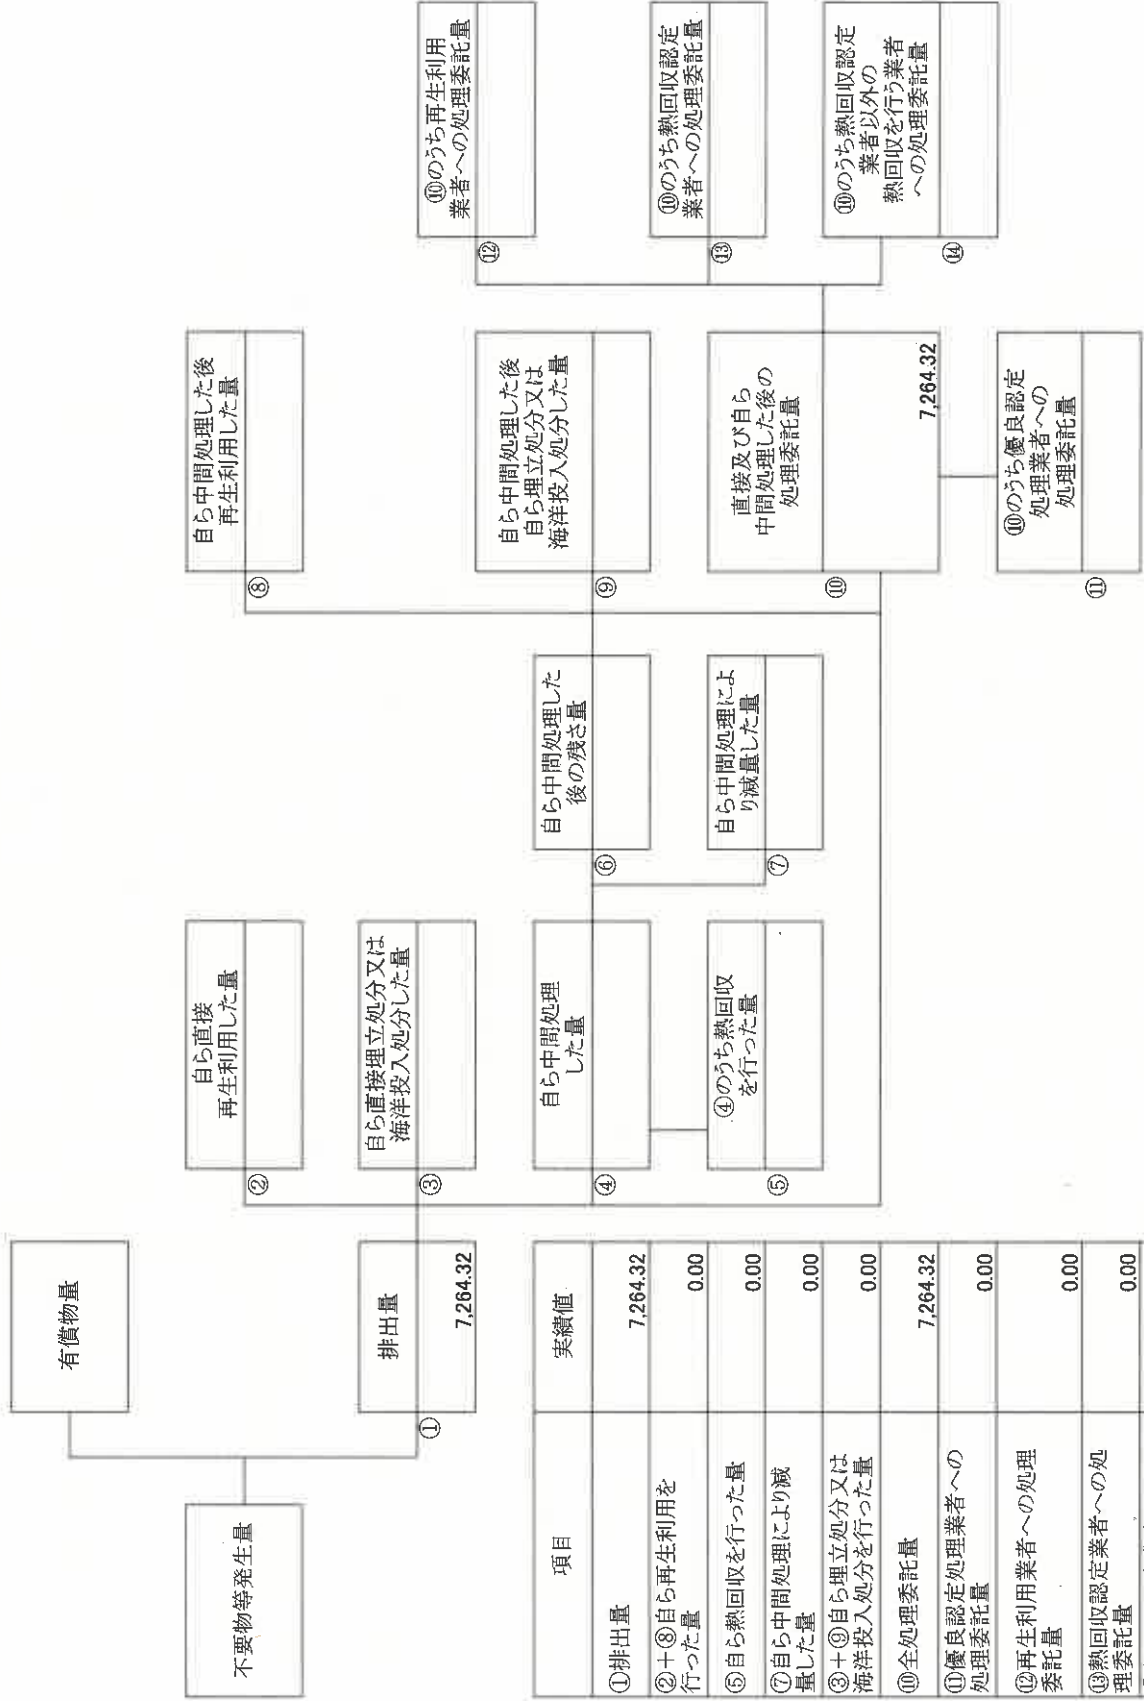 不要物等発生量
有償物量
①
排出量
7,264.32
②
自ら直接
再生利用した量
③
自ら直接埋立処分又は
海洋投入処分した量
④
自ら中間処理
した量
⑤
④のうち熱回収
を行った量
⑥
自ら中間処理した
後の残さ量
⑦
自ら中間処理によ
り減量した量
⑧
自ら中間処理した後
再生利用した量
⑨
自ら中間処理した後
自ら埋立処分又は
海洋投入処分した量
⑩
直接及び自ら
中間処理した後の
処理委託量
7,264.32
⑪
⑩のうち優良認定
処理業者への
処理委託量
⑫
⑩のうち再生利用
業者への処理委託量
⑬
⑩のうち熱回収認定
業者への処理委託量
⑭
⑩のうち熱回収認定
業者以外の
熱回収を行う業者
への処理委託量
項目
実績値
①排出量
7,264.32
②+⑧自ら再生利用を
行った量
0.00
⑤自ら熱回収を行った量
0.00
⑦自ら中間処理により減
量した量
0.00
③+⑨自ら埋立処分又は
海洋投入処分を行った量
0.00
⑩全処理委託量
7,264.32
⑪優良認定処理業者への
処理委託量
0.00
⑫再生利用業者への処理
委託量
0.00
⑬熱回収認定業者への処
理委託量
0.00